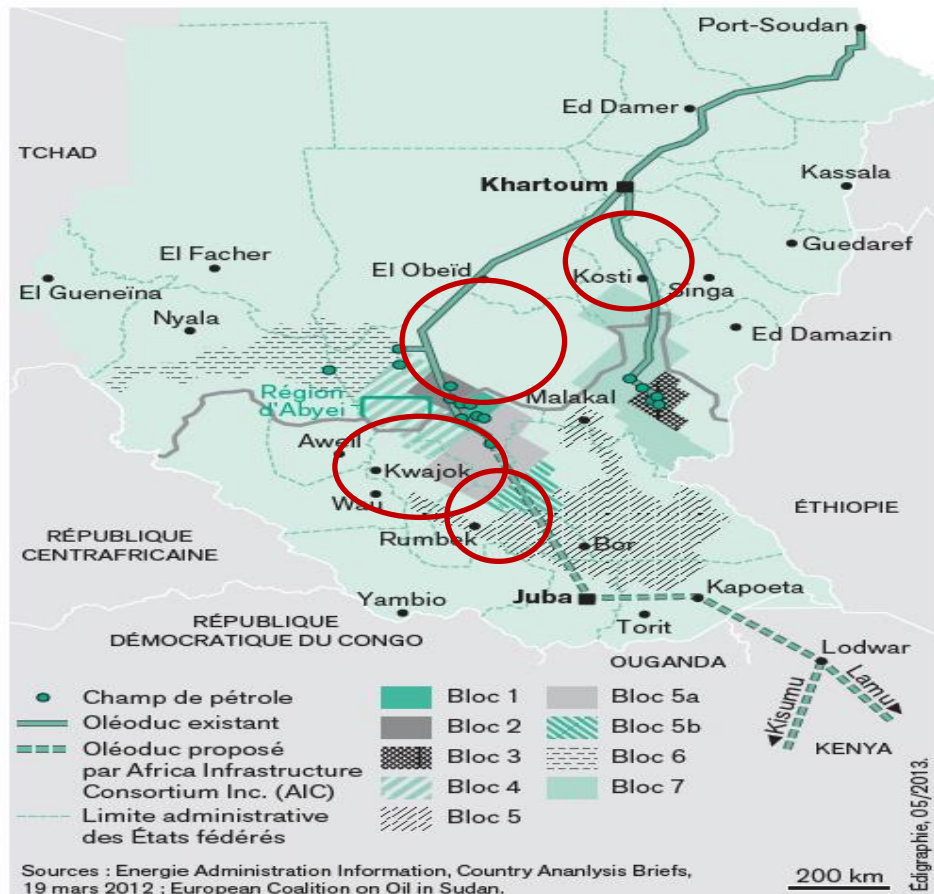 Port-Soudan
Ed Damer
TCHAD
Khartoum
Kassala
Guedaref
El Facher
El Obeïd
Kosti
Singa
El Gueneïna
Nyala
Ed Damazin
Région
d'Abyei
Malakal
Aweil
Kwajok
Wau
ÉTHIOPIE
RÉPUBLIQUE
CENTRAFRICAINE
Rumbek
Bor
Yambio
Juba
Kapoeta
Torit
RÉPUBLIQUE
DÉMOCRATIQUE DU CONGO
OUGANDA
Lodwar
Kisumu
Lamu
KENYA
Champ de pétrole
Oléoduc existant
Oléoduc proposé
par Africa Infrastructure
Consortium Inc. (AIC)
Limite administrative
des États fédérés
Bloc 1
Bloc 2
Bloc 3
Bloc 4
Bloc 5
Bloc 5a
Bloc 5b
Bloc 6
Bloc 7
Sources : Energie Administration Information, Country Ananlysis Briefs,
19 mars 2012 ; European Coalition on Oil in Sudan.
200 km
Édigraphie, 05/2013.